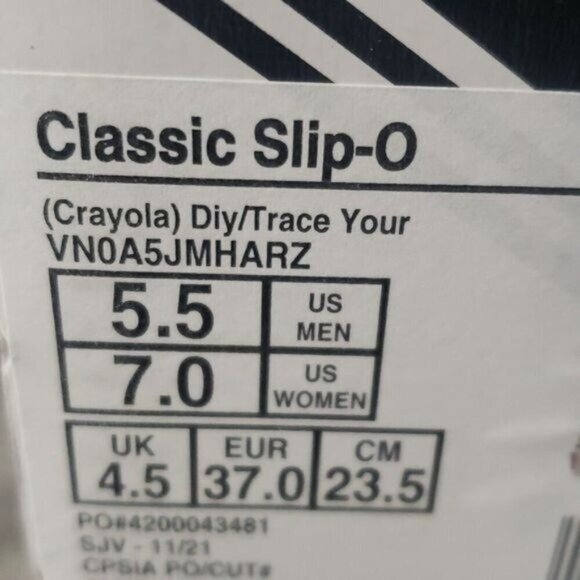 Classic Slip-O
(Crayola) Diy/Trace Your
VN0A5JMHARZ
5.5 US MEN
7.0 US WOMEN
UK EUR CM
4.5 37.0 23.5
PO#4200043481
SJV - 11/21
CPSIA PO/CUT#